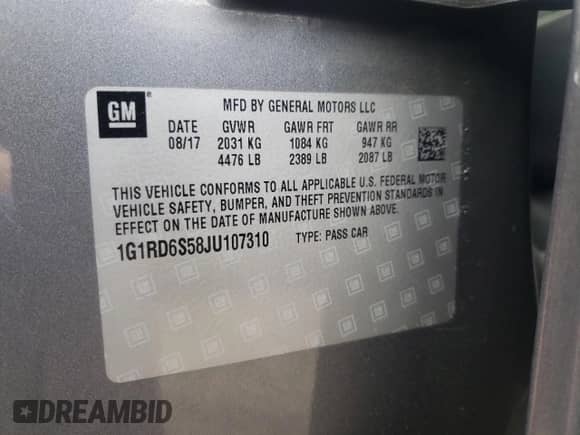 GM
MFD BY GENERAL MOTORS LLC
DATE GVWR GAWR FRT GAWR RR
08/17 2031 KG 1084 KG 947 KG
4476 LB 2389 LB 2087 LB
THIS VEHICLE CONFORMS TO ALL APPLICABLE U.S. FEDERAL MOTOR
VEHICLE SAFETY, BUMPER, AND THEFT PREVENTION STANDARDS IN
EFFECT ON THE DATE OF MANUFACTURE SHOWN ABOVE.
1G1RD6S58JU107310 TYPE: PASS CAR
DREAMBID